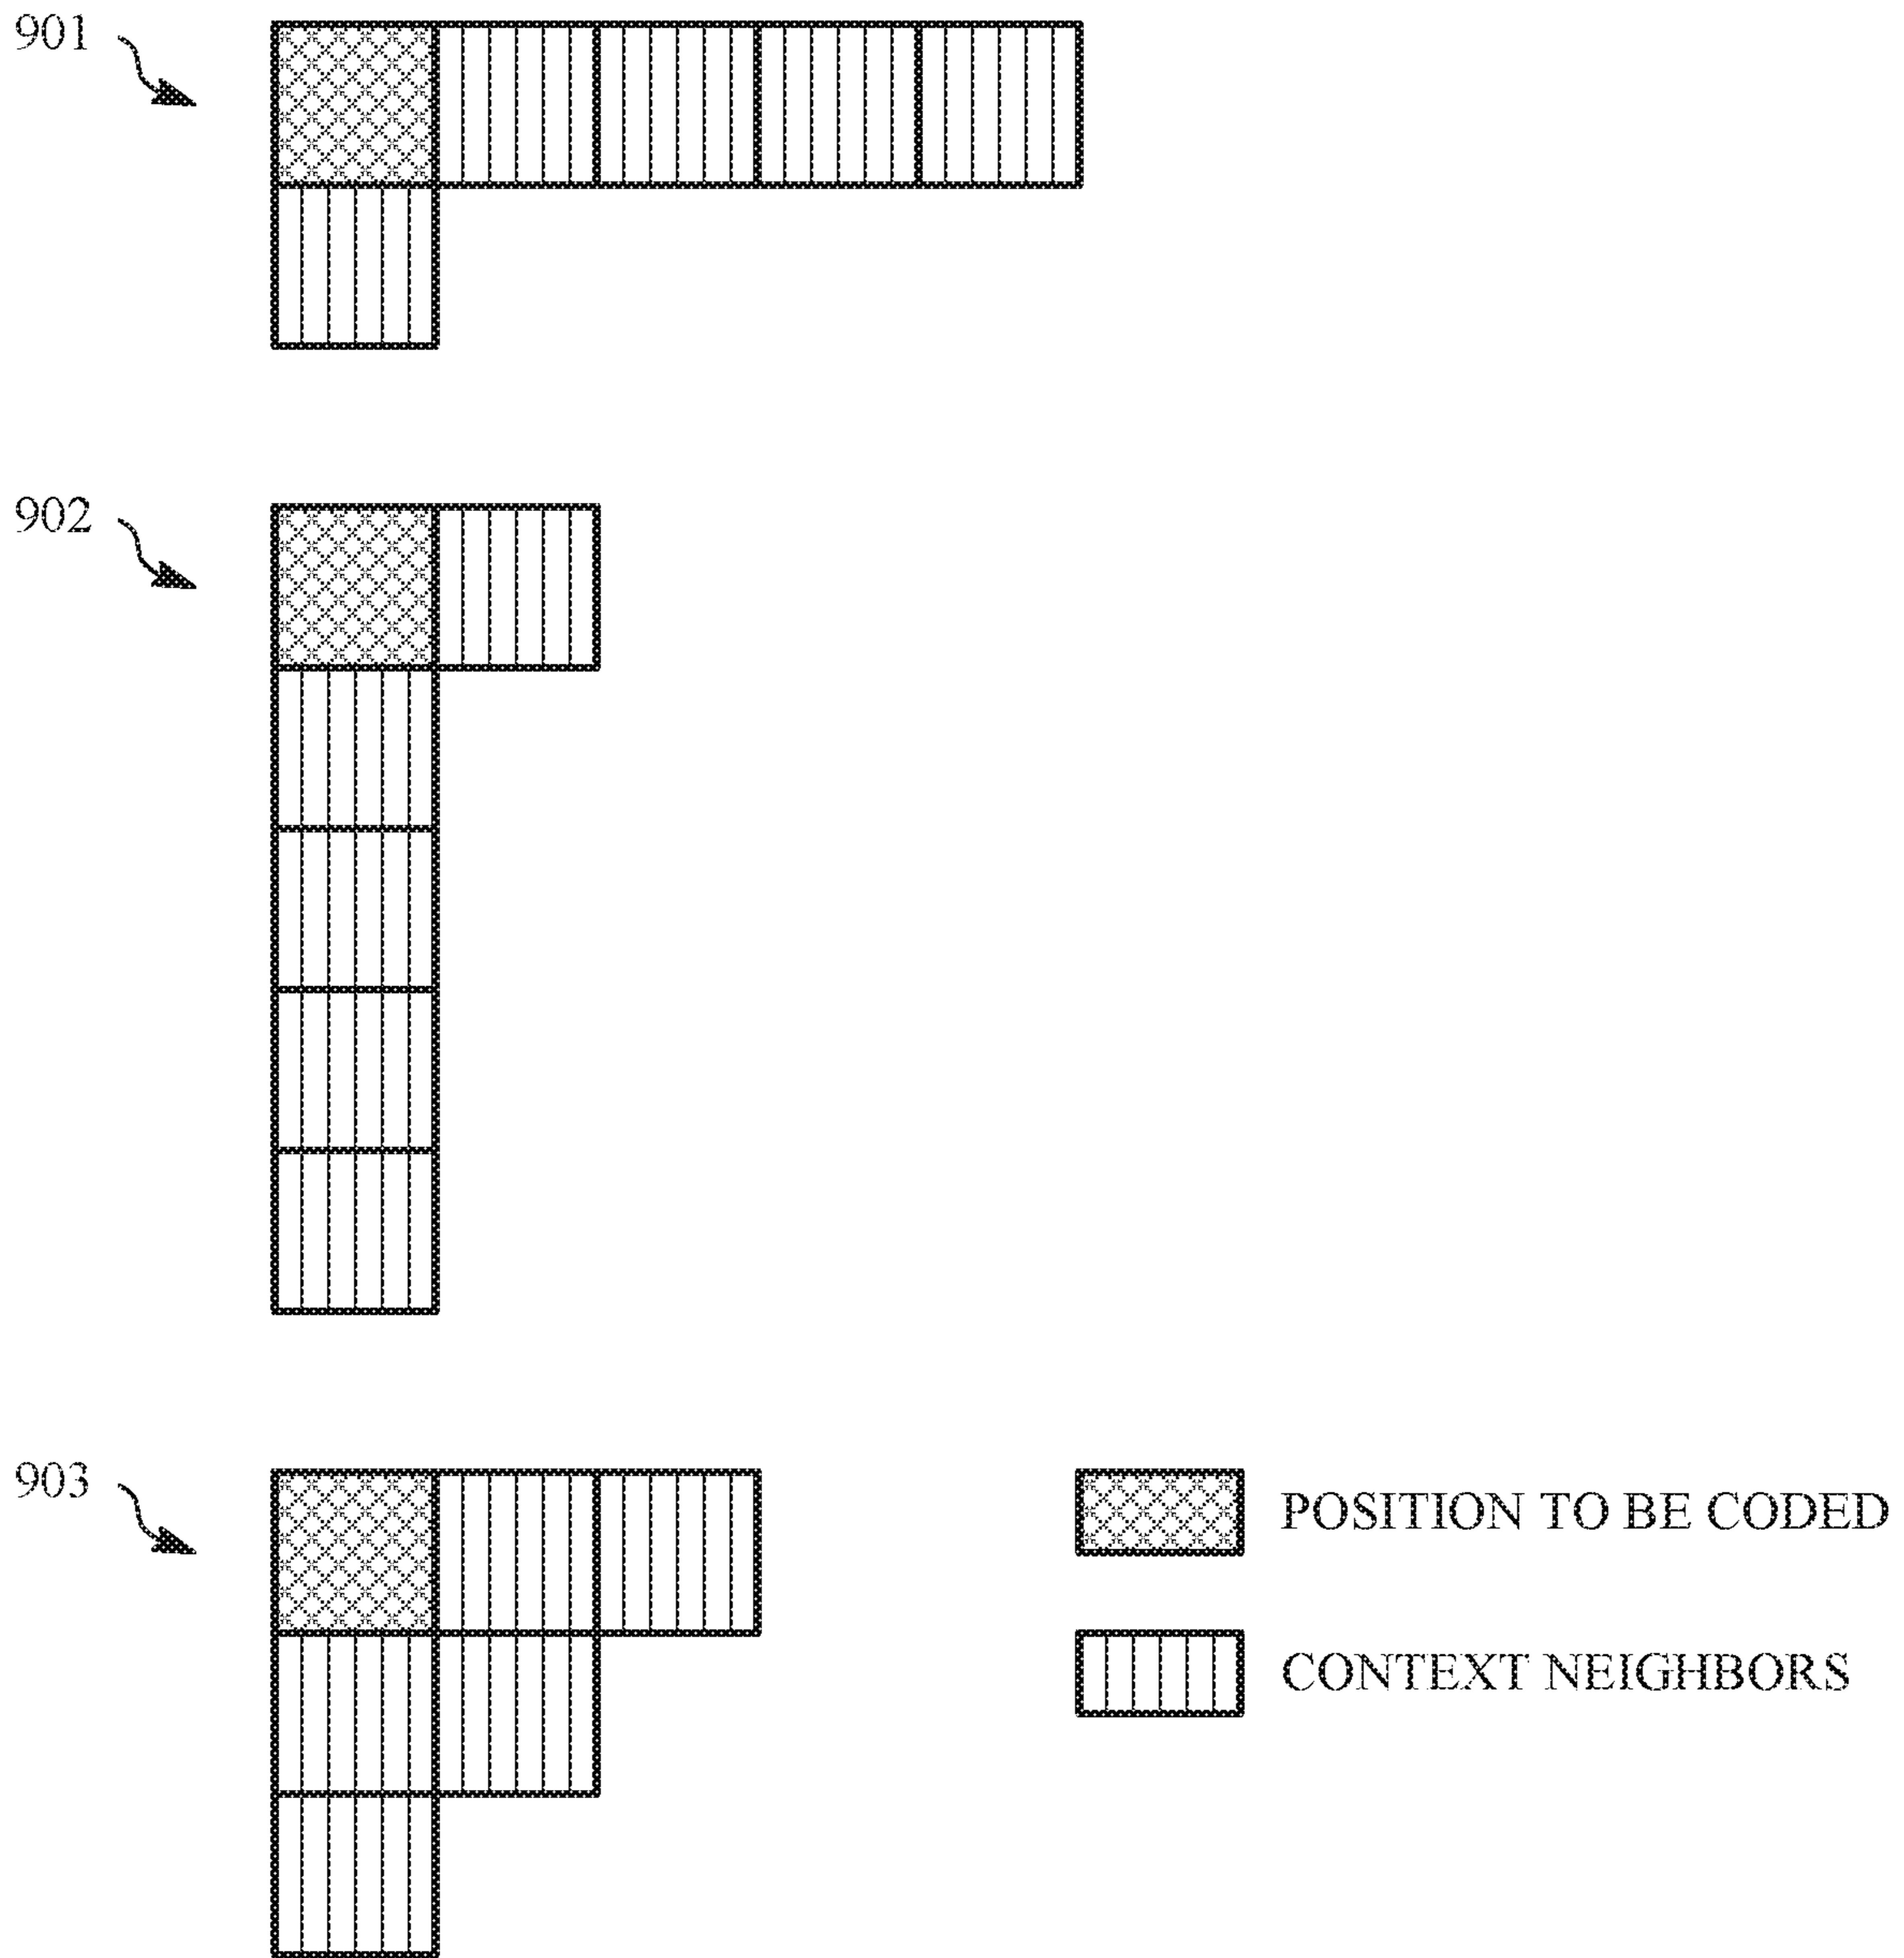 901
902
903
POSITION TO BE CODED
CONTEXT NEIGHBORS